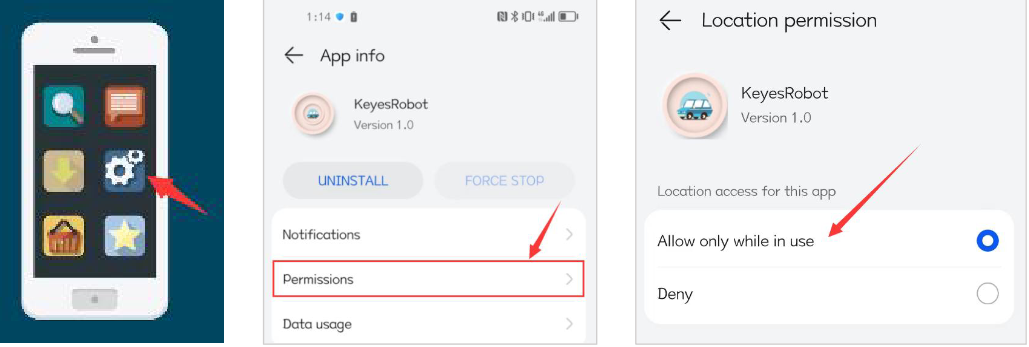 1:14
App info
KeyesRobot
Version 1.0
UNINSTALL
FORCE STOP
Notifications
Permissions
Data usage
Location permission
KeyesRobot
Version 1.0
Location access for this app
Allow only while in use
Deny